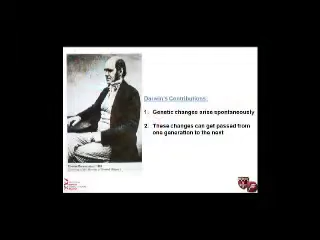 Darwin's Contributions:
1. Genetic changes arise spontaneously
2. These changes can get passed from
one generation to the next